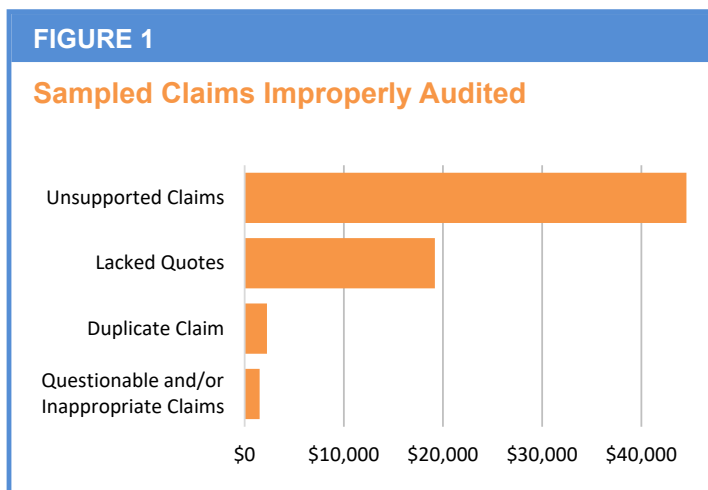 FIGURE 1
Sampled Claims Improperly Audited
Unsupported Claims
Lacked Quotes
Duplicate Claim
Questionable and/or
Inappropriate Claims
$0 $10,000 $20,000 $30,000 $40,000